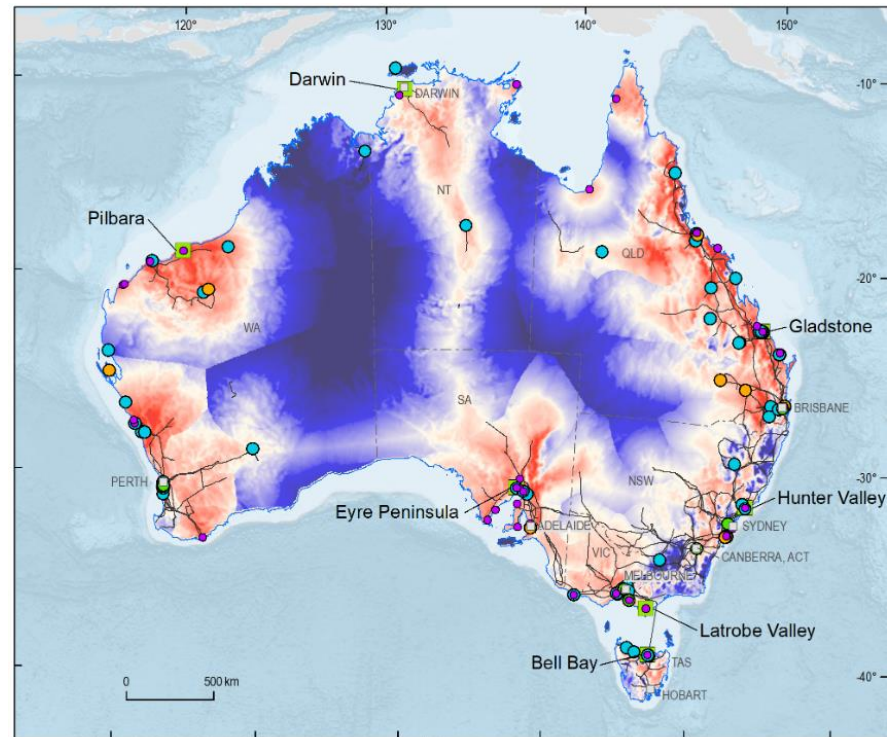 120°
130°
140°
150°
Darwin
DARWIN
-10°
Pilbara
NT
QLD
-20°
WA
Gladstone
SA
BRISBANE
PERTH
NSW
-30°
Hunter Valley
Eyre Peninsula
ADELAIDE
SYDNEY
VIC
CANBERRA, ACT
MELBOURNE
Latrobe Valley
Bell Bay
TAS
-40°
0 500 km
HOBART